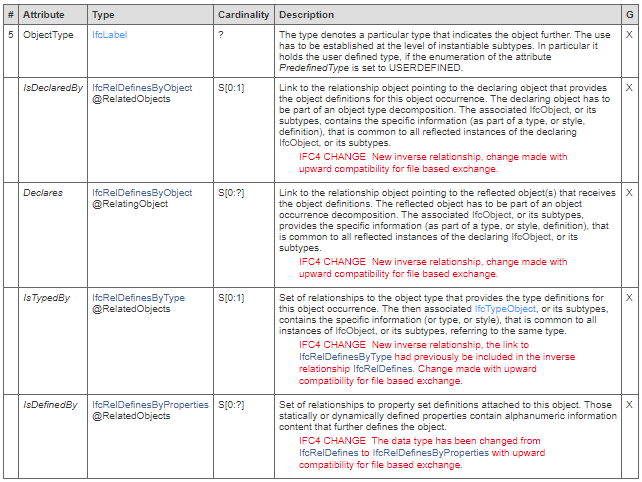 # Attribute Type Cardinality Description G
5 ObjectType IfcLabel ? The type denotes a particular type that indicates the object further. The use X
has to be established at the level of instantiable subtypes. In particular it
holds the user defined type, if the enumeration of the attribute
PredefinedType is set to USERDEFINED.
IsDeclaredBy IfcRelDefinesByObject S[0:1] Link to the relationship object pointing to the declaring object that provides X
@RelatedObjects the object definitions for this object occurrence. The declaring object has to
be part of an object type decomposition. The associated IfcObject, or its
subtypes, contains the specific information (as part of a type, or style,
definition), that is common to all reflected instances of the declaring
IfcObject, or its subtypes.
IFC4 CHANGE New inverse relationship, change made with
upward compatibility for file based exchange.
Declares IfcRelDefinesByObject S[0:?] Link to the relationship object pointing to the reflected object(s) that receives X
@RelatingObject the object definitions. The reflected object has to be part of an object
occurrence decomposition. The associated IfcObject, or its subtypes,
provides the specific information (as part of a type, or style, definition), that
is common to all reflected instances of the declaring IfcObject, or its
subtypes.
IFC4 CHANGE New inverse relationship, change made with
upward compatibility for file based exchange.
IsTypedBy IfcRelDefinesByType S[0:1] Set of relationships to the object type that provides the type definitions for X
@RelatedObjects this object occurrence. The then associated IfcTypeObject, or its subtypes,
contains the specific information (or type, or style), that is common to all
instances of IfcObject, or its subtypes, referring to the same type.
IFC4 CHANGE New inverse relationship, the link to
IfcRelDefinesByType had previously be included in the inverse
relationship IfcRelDefines. Change made with upward
compatibility for file based exchange.
IsDefinedBy IfcRelDefinesByProperties S[0:?] Set of relationships to property set definitions attached to this object. Those X
@RelatedObjects statically or dynamically defined properties contain alphanumeric information
content that further defines the object.
IFC4 CHANGE The data type has been changed from
IfcRelDefines to IfcRelDefinesByProperties with upward
compatibility for file based exchange.